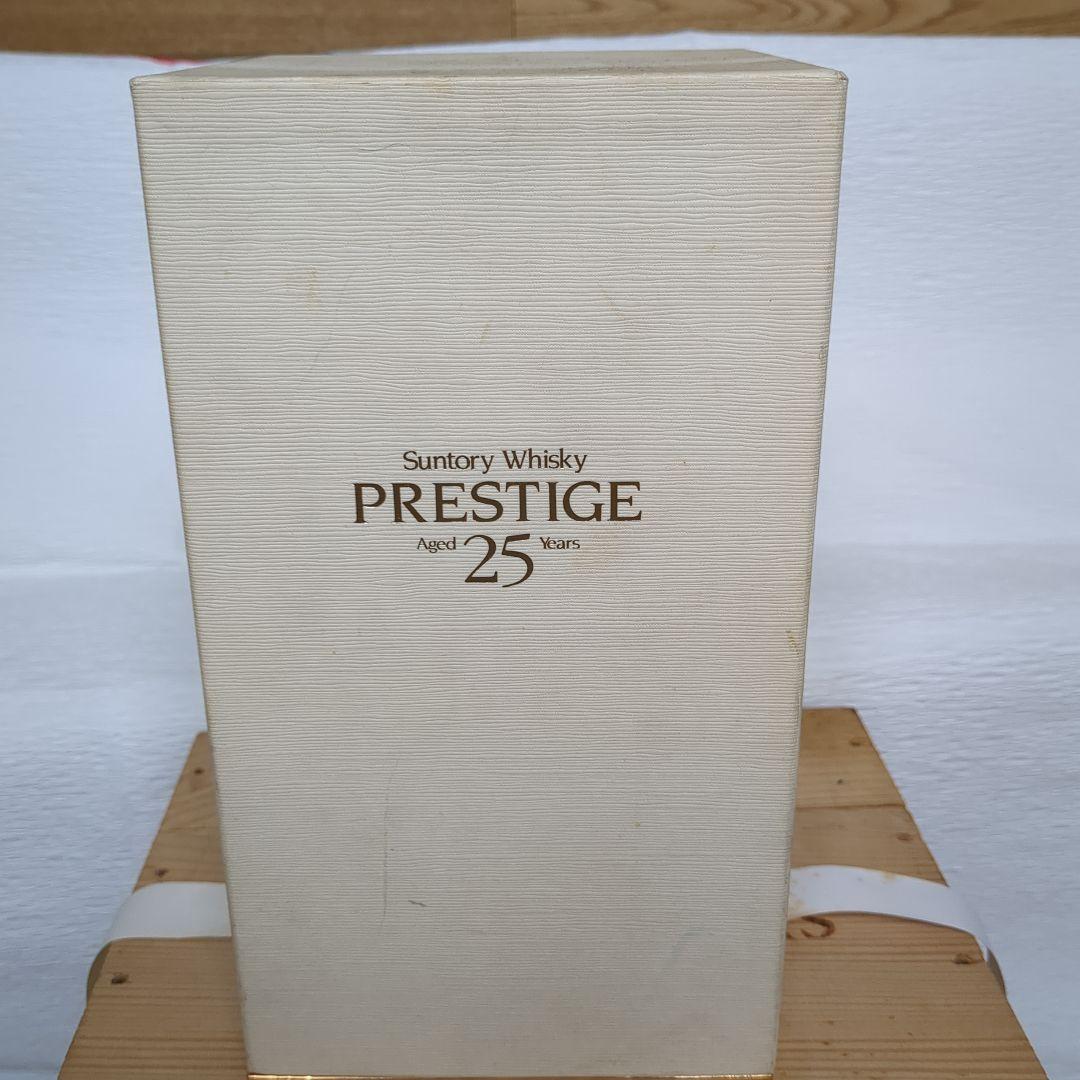 Suntory Whisky
PRESTIGE
Aged 25 Years